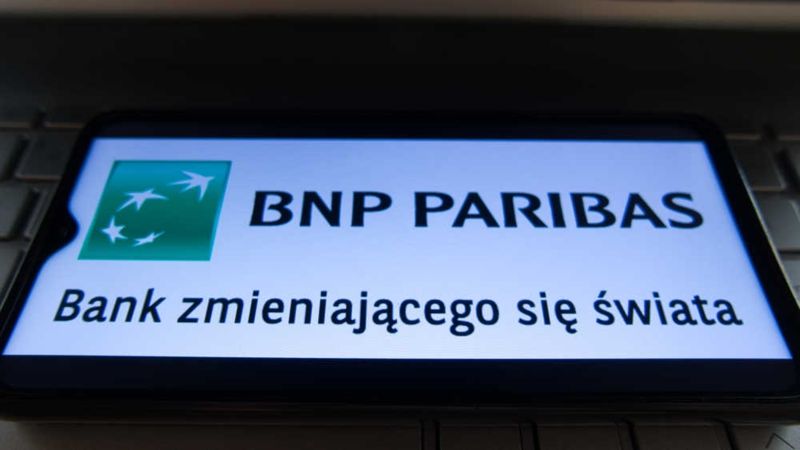 BNP PARIBAS
Bank zmieniającego się świata